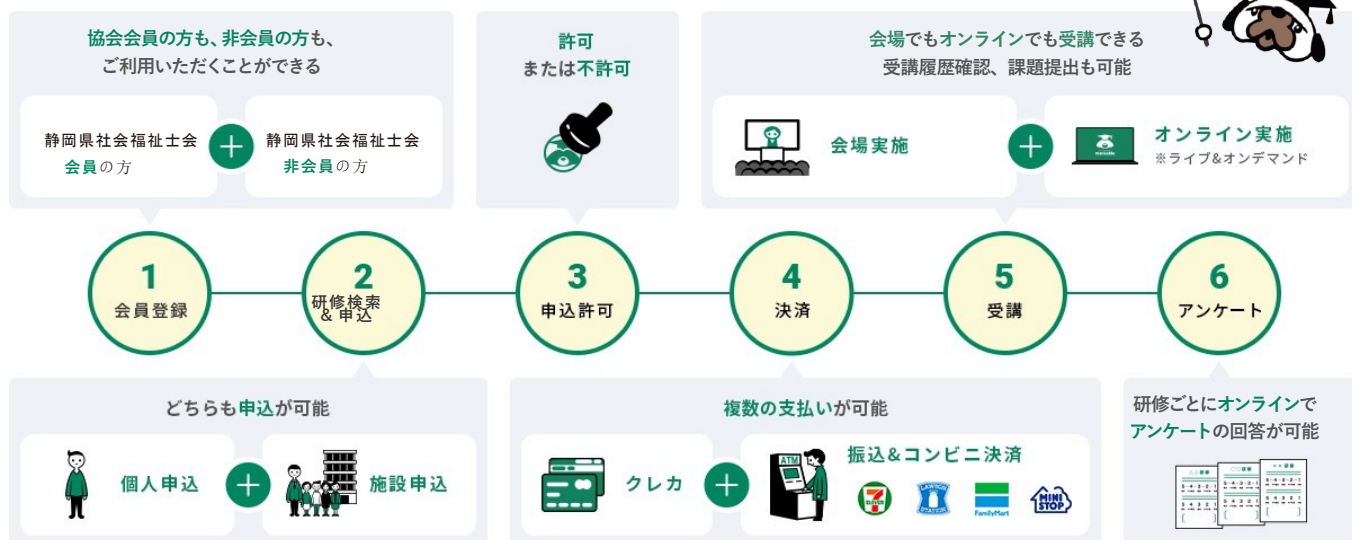 協会会員の方も、非会員の方も、
ご利用いただくことができる
静岡県社会福祉士会
会員の方
静岡県社会福祉士会
非会員の方
許可
または不許可
会場でもオンラインでも受講できる
受講履歴確認、課題提出も可能
会場実施
オンライン実施
※ライブ&オンデマンド
1
会員登録
2
研修検索
& 申込
3
申込許可
4
決済
5
受講
6
アンケート
どちらも申込が可能
個人申込
施設申込
複数の支払いが可能
クレカ
ATM
振込&コンビニ決済
7
ELEVEN
LAWSON
STATION
FamilyMart
MINI
STOP
研修ごとにオンラインで
アンケートの回答が可能